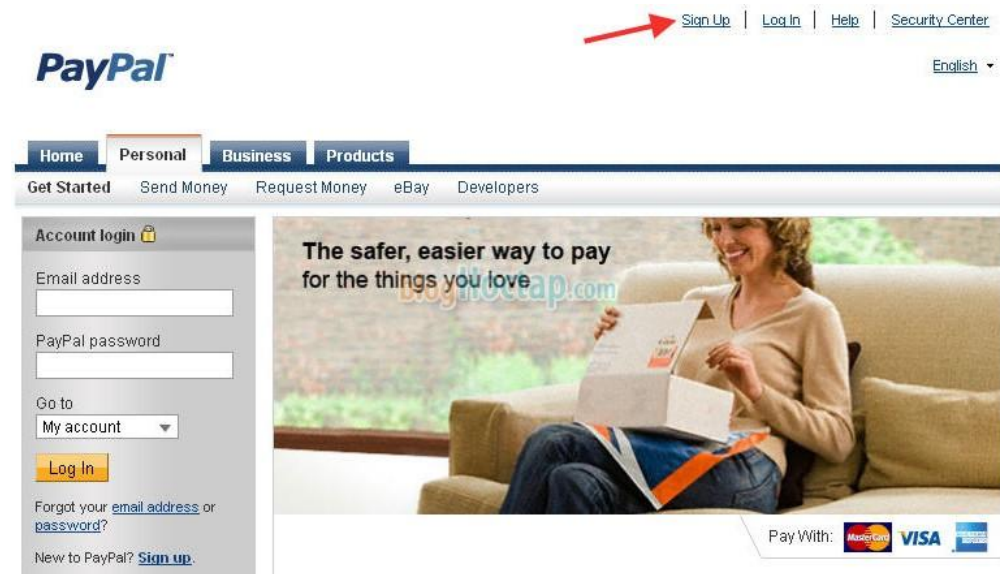 Sign Up | Log In | Help | Security Center
PayPal
English
Home Personal Business Products
Get Started Send Money Request Money eBay Developers
Account login
Email address
PayPal password
Go to
My account
Log In
Forgot your email address or
password?
New to PayPal? Sign up.
The safer, easier way to pay
for the things you love
blogHoctap.com
Pay With: MasterCard VISA AMERICAN EXPRESS